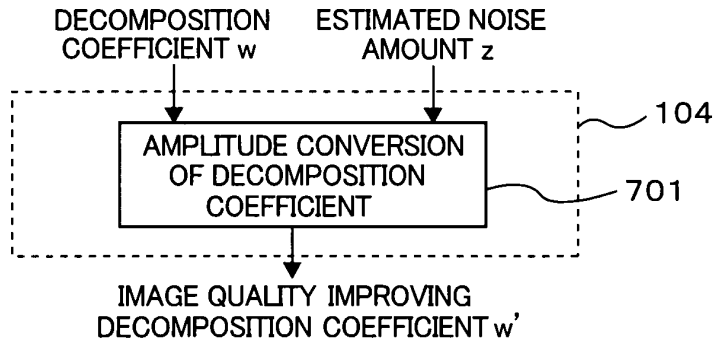 DECOMPOSITION
COEFFICIENT w
ESTIMATED NOISE
AMOUNT z
104
AMPLITUDE CONVERSION
OF DECOMPOSITION
COEFFICIENT
701
IMAGE QUALITY IMPROVING
DECOMPOSITION COEFFICIENT w'